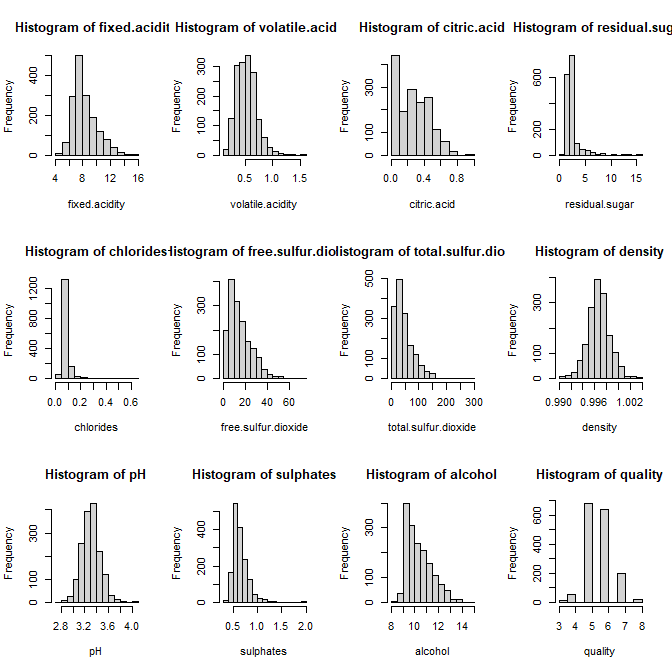 Histogram of fixed.acidit
Frequency
0 200 400
4 8 12 16
fixed.acidity
Histogram of volatile.acid
Frequency
0 100 200 300
0.5 1.0 1.5
volatile.acidity
Histogram of citric.acid
Frequency
0 100 300
0.0 0.4 0.8
citric.acid
Histogram of residual.sug
Frequency
0 200 600
0 5 10 15
residual.sugar
Histogram of chlorides
Frequency
0 400 800 1200
0.0 0.2 0.4 0.6
chlorides
istogram of free.sulfur.dio
Frequency
0 100 300
0 20 40 60
free.sulfur.dioxide
istogram of total.sulfur.dio
Frequency
0 100 300 500
0 100 200 300
total.sulfur.dioxide
Histogram of density
Frequency
0 100 300
0.990 0.996 1.002
density
Histogram of pH
Frequency
0 100 300
2.8 3.2 3.6 4.0
pH
Histogram of sulphates
Frequency
0 200 400
0.5 1.0 1.5 2.0
sulphates
Histogram of alcohol
Frequency
0 100 300
8 10 12 14
alcohol
Histogram of quality
Frequency
0 200 400 600
3 4 5 6 7 8
quality